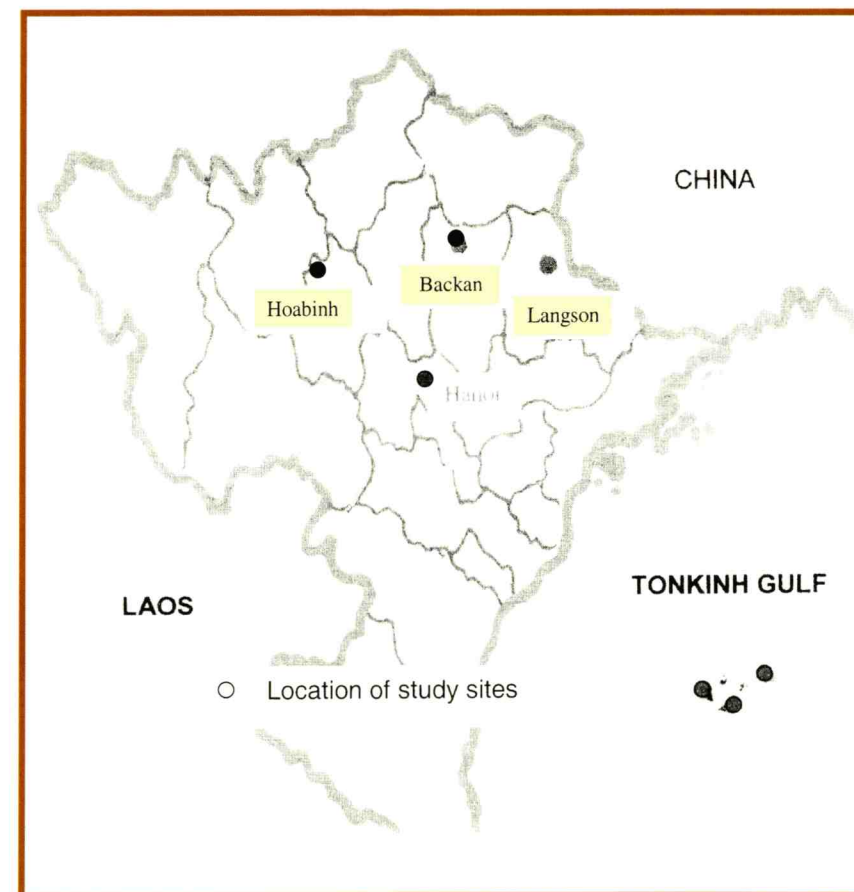 CHINA
Backan
Hoabinh
Langson
Hanoi
TONKINH GULF
LAOS
Location of study sites